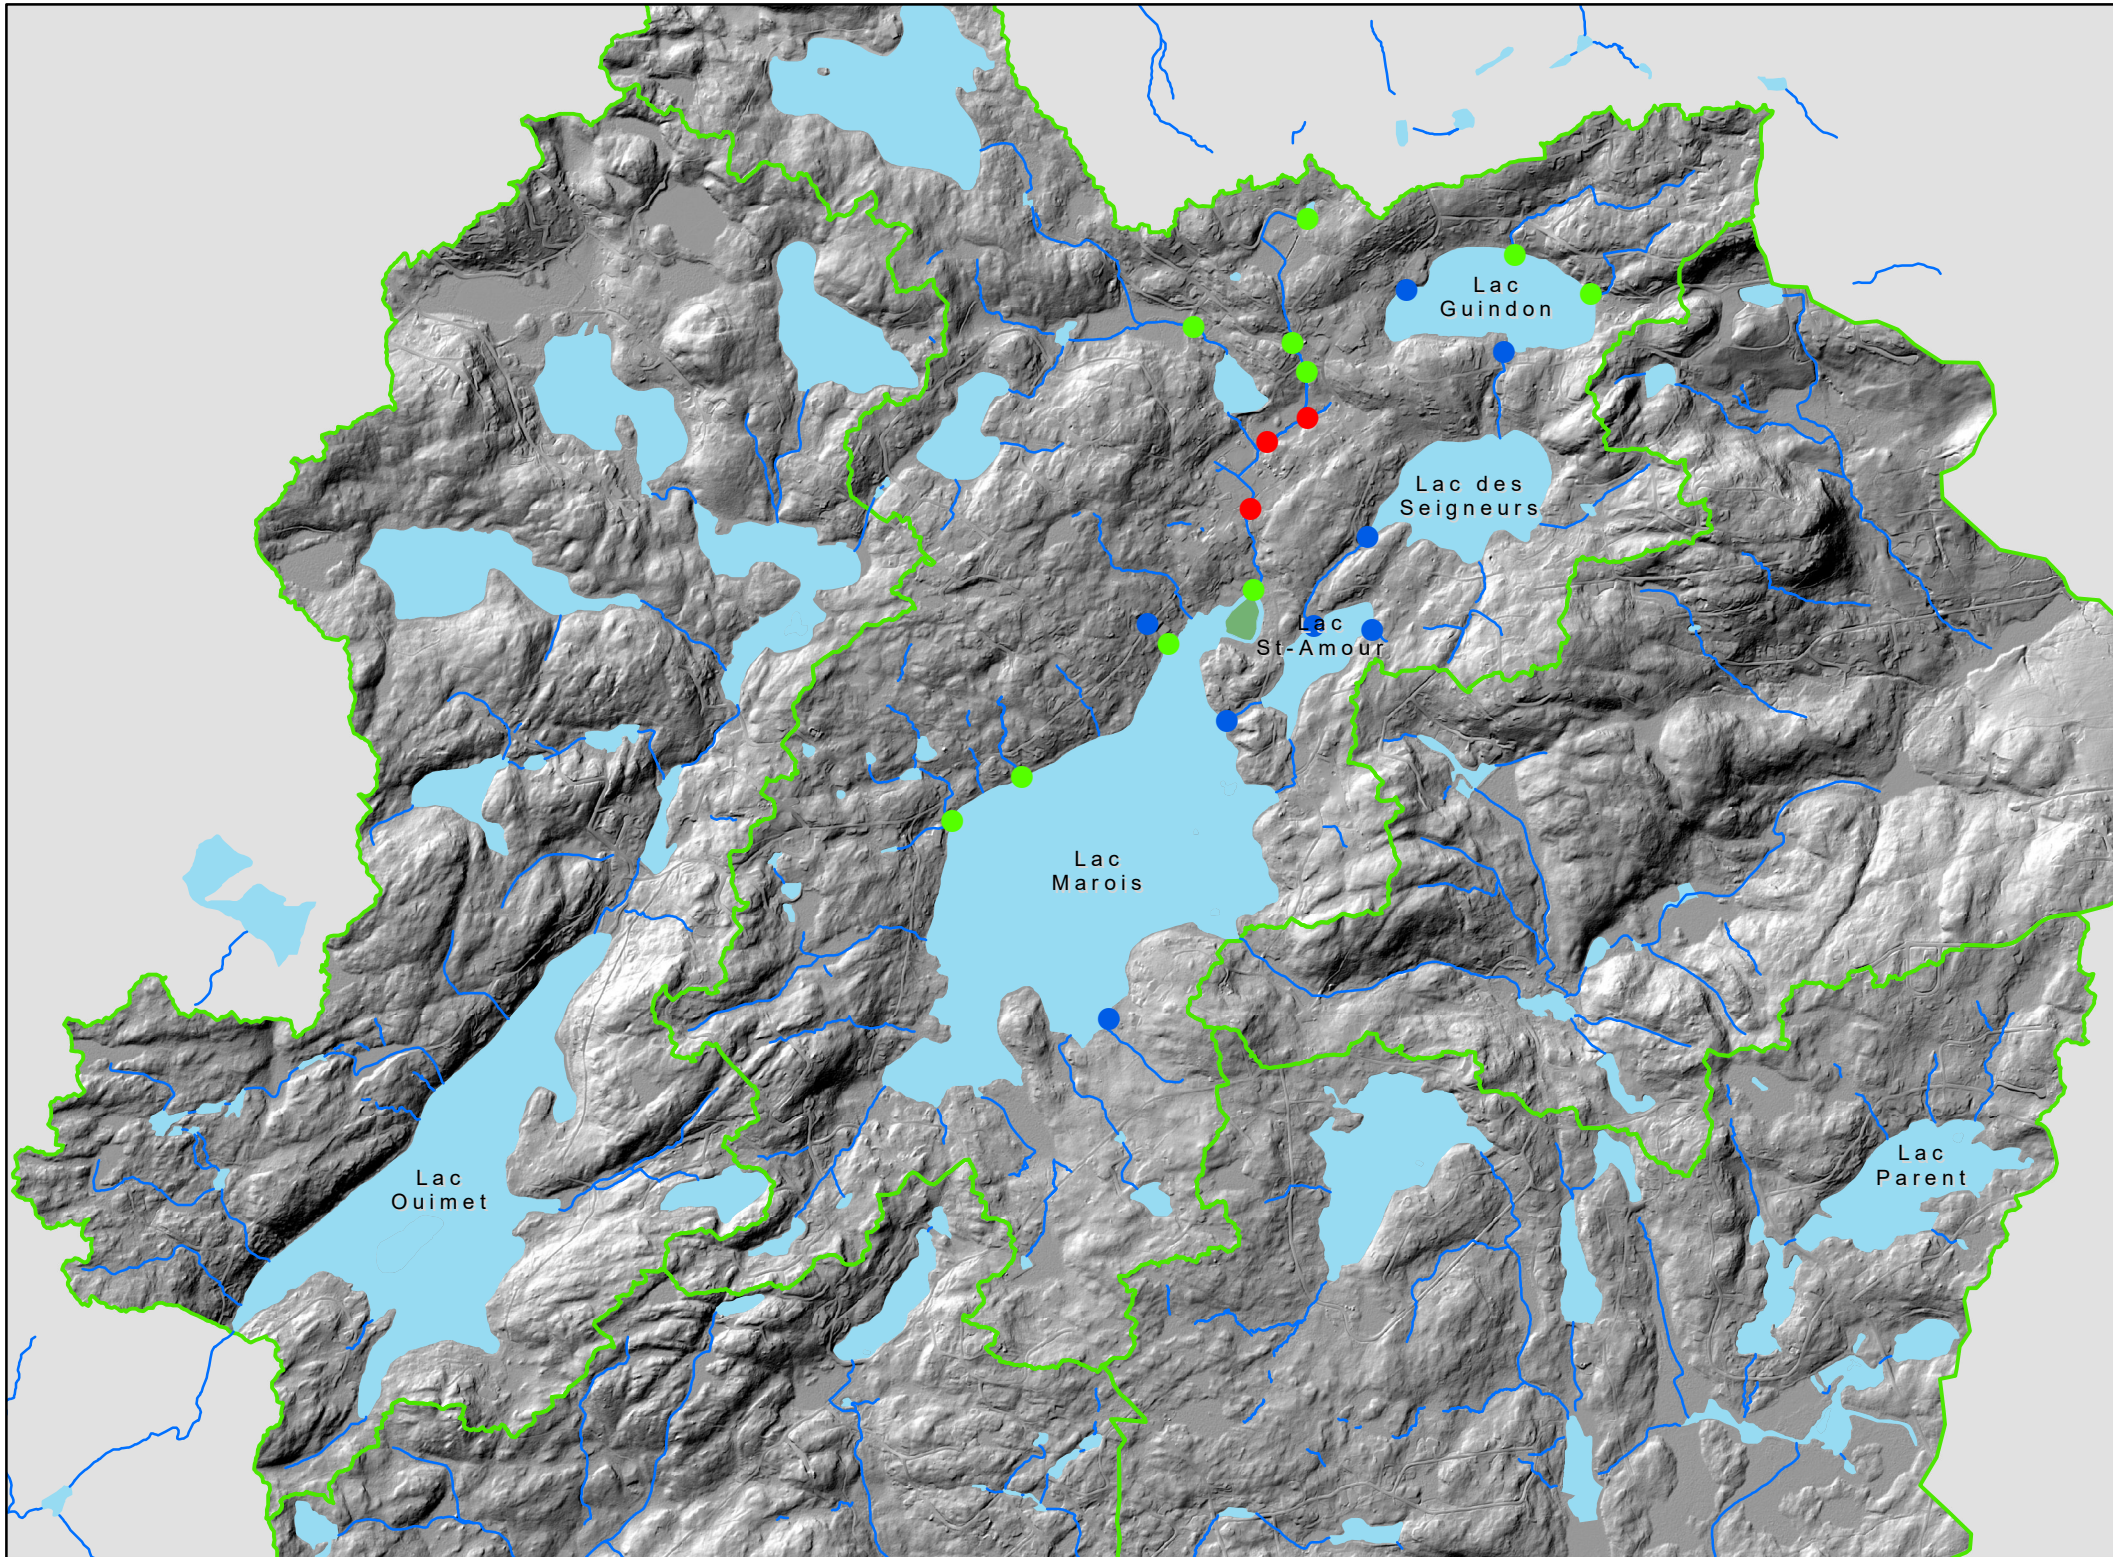 Lac
Guindon
Lac des
Seigneurs
Lac
St-Amour
Lac
Marois
Lac
Ouimet
Lac
Parent